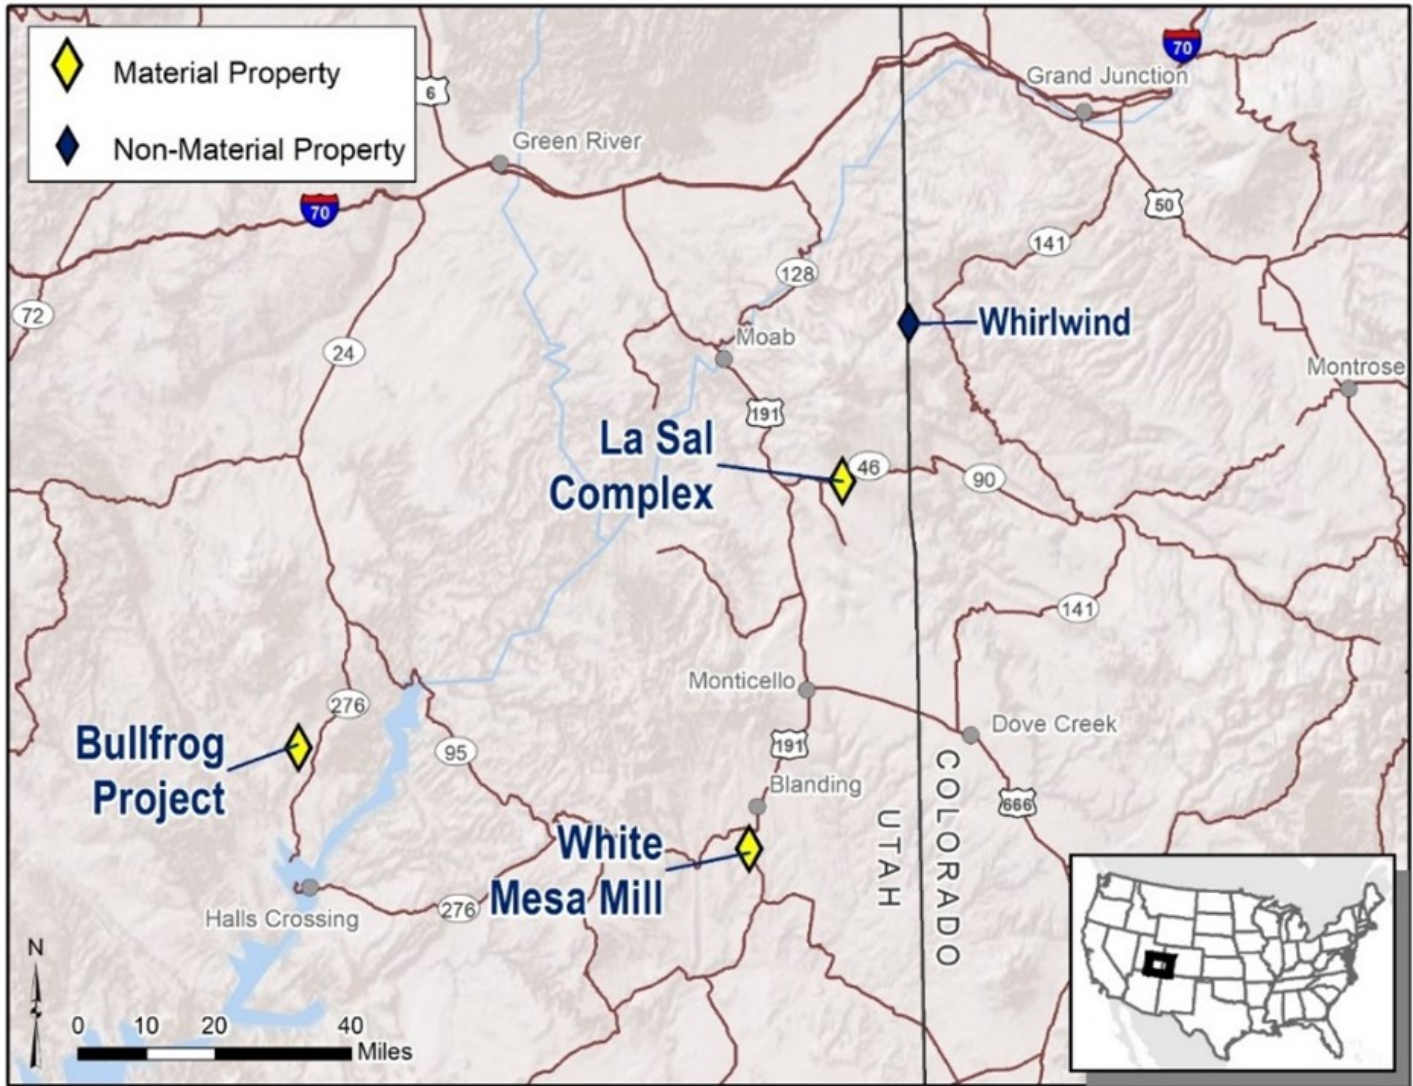 Material Property
Non-Material Property
6
70
Grand Junction
Green River
70
50
141
128
72
Whirlwind
24
Moab
Montrose
191
La Sal
Complex
46
90
141
Monticello
276
Dove Creek
Bullfrog
Project
95
191
Blanding
666
UTAH
COLORADO
White
Mesa Mill
Halls Crossing
276
N
0 10 20 40
Miles